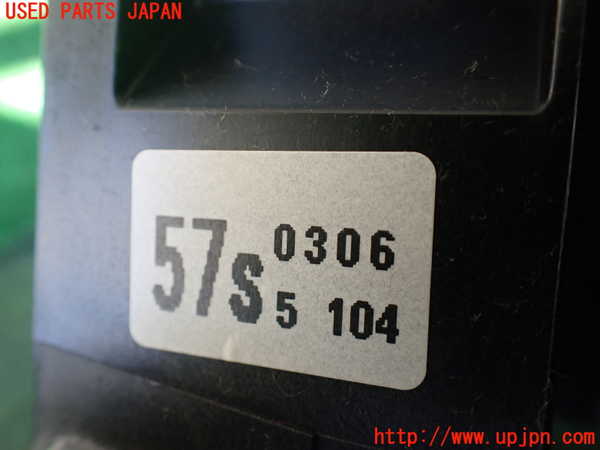 USED PARTS JAPAN
57S 0306
5 104
http://www.upjpn.com/